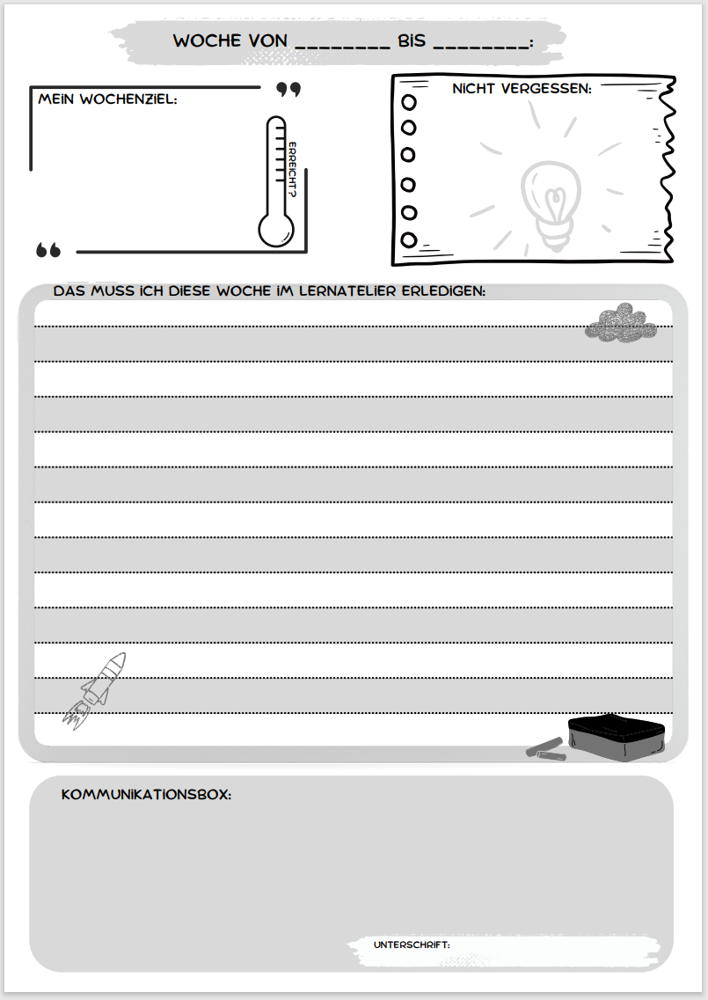 WOCHE VON ________ BIS ________:
MEIN WOCHENZIEL:
ERREICHT?
NICHT VERGESSEN:
DAS MUSS ICH DIESE WOCHE IM LERNATELIER ERLEDIGEN:
KOMMUNIKATIONSBOX:
UNTERSCHRIFT: